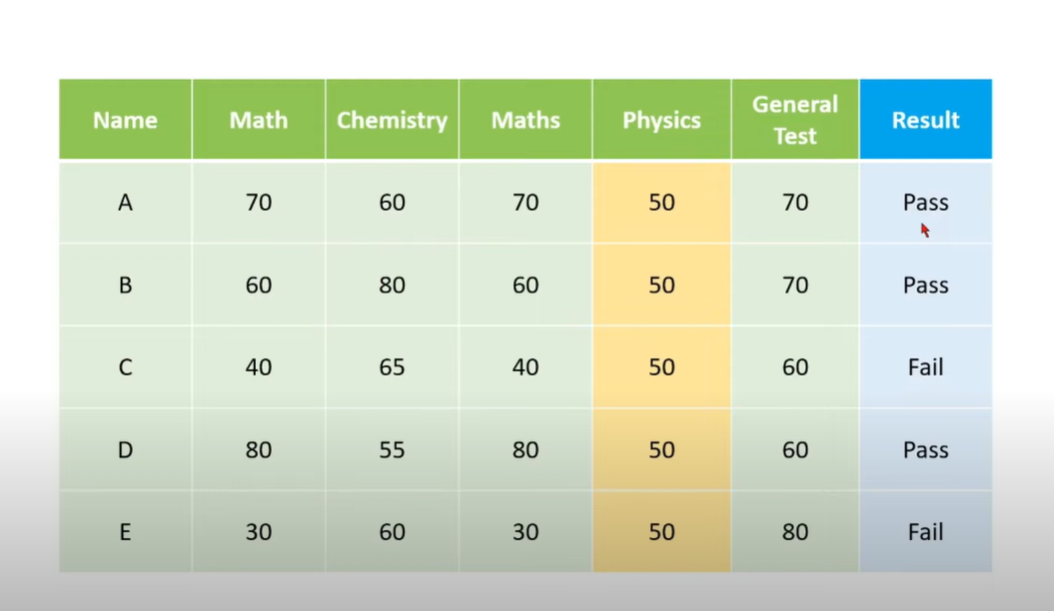 Name Math Chemistry Maths Physics General Test Result
A 70 60 70 50 70 Pass
B 60 80 60 50 70 Pass
C 40 65 40 50 60 Fail
D 80 55 80 50 60 Pass
E 30 60 30 50 80 Fail